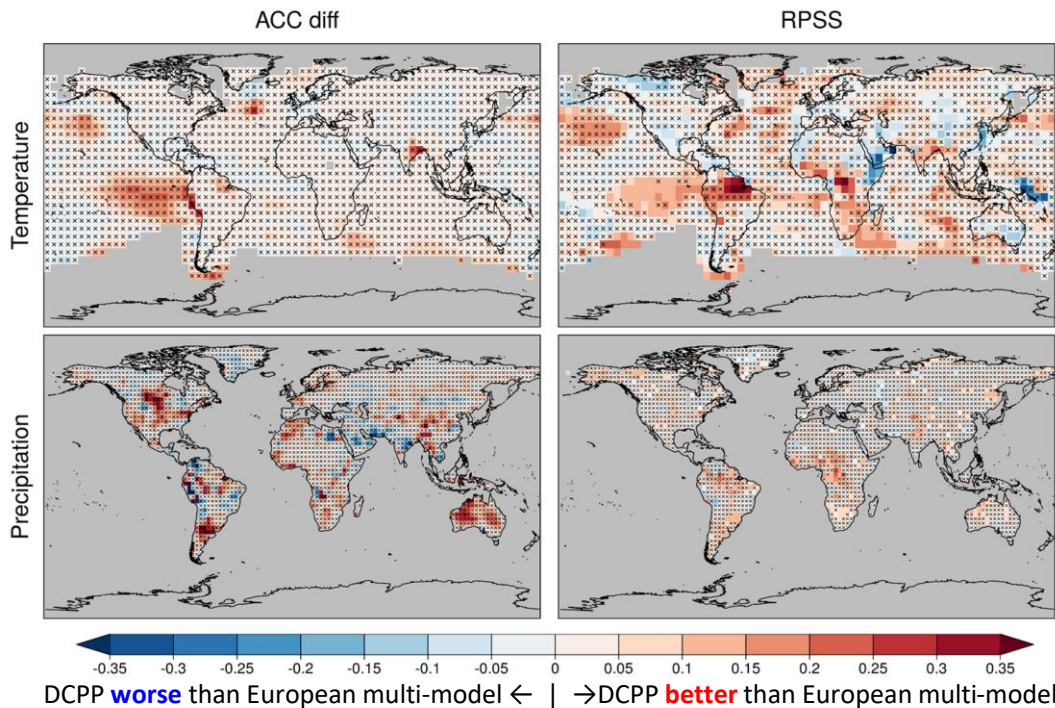 ACC diff
RPSS
Temperature
Precipitation
-0.35 -0.3 -0.25 -0.2 -0.15 -0.1 -0.05 0 0.05 0.1 0.15 0.2 0.25 0.3 0.35
DCPP worse than European multi-model ← | →DCPP better than European multi-model